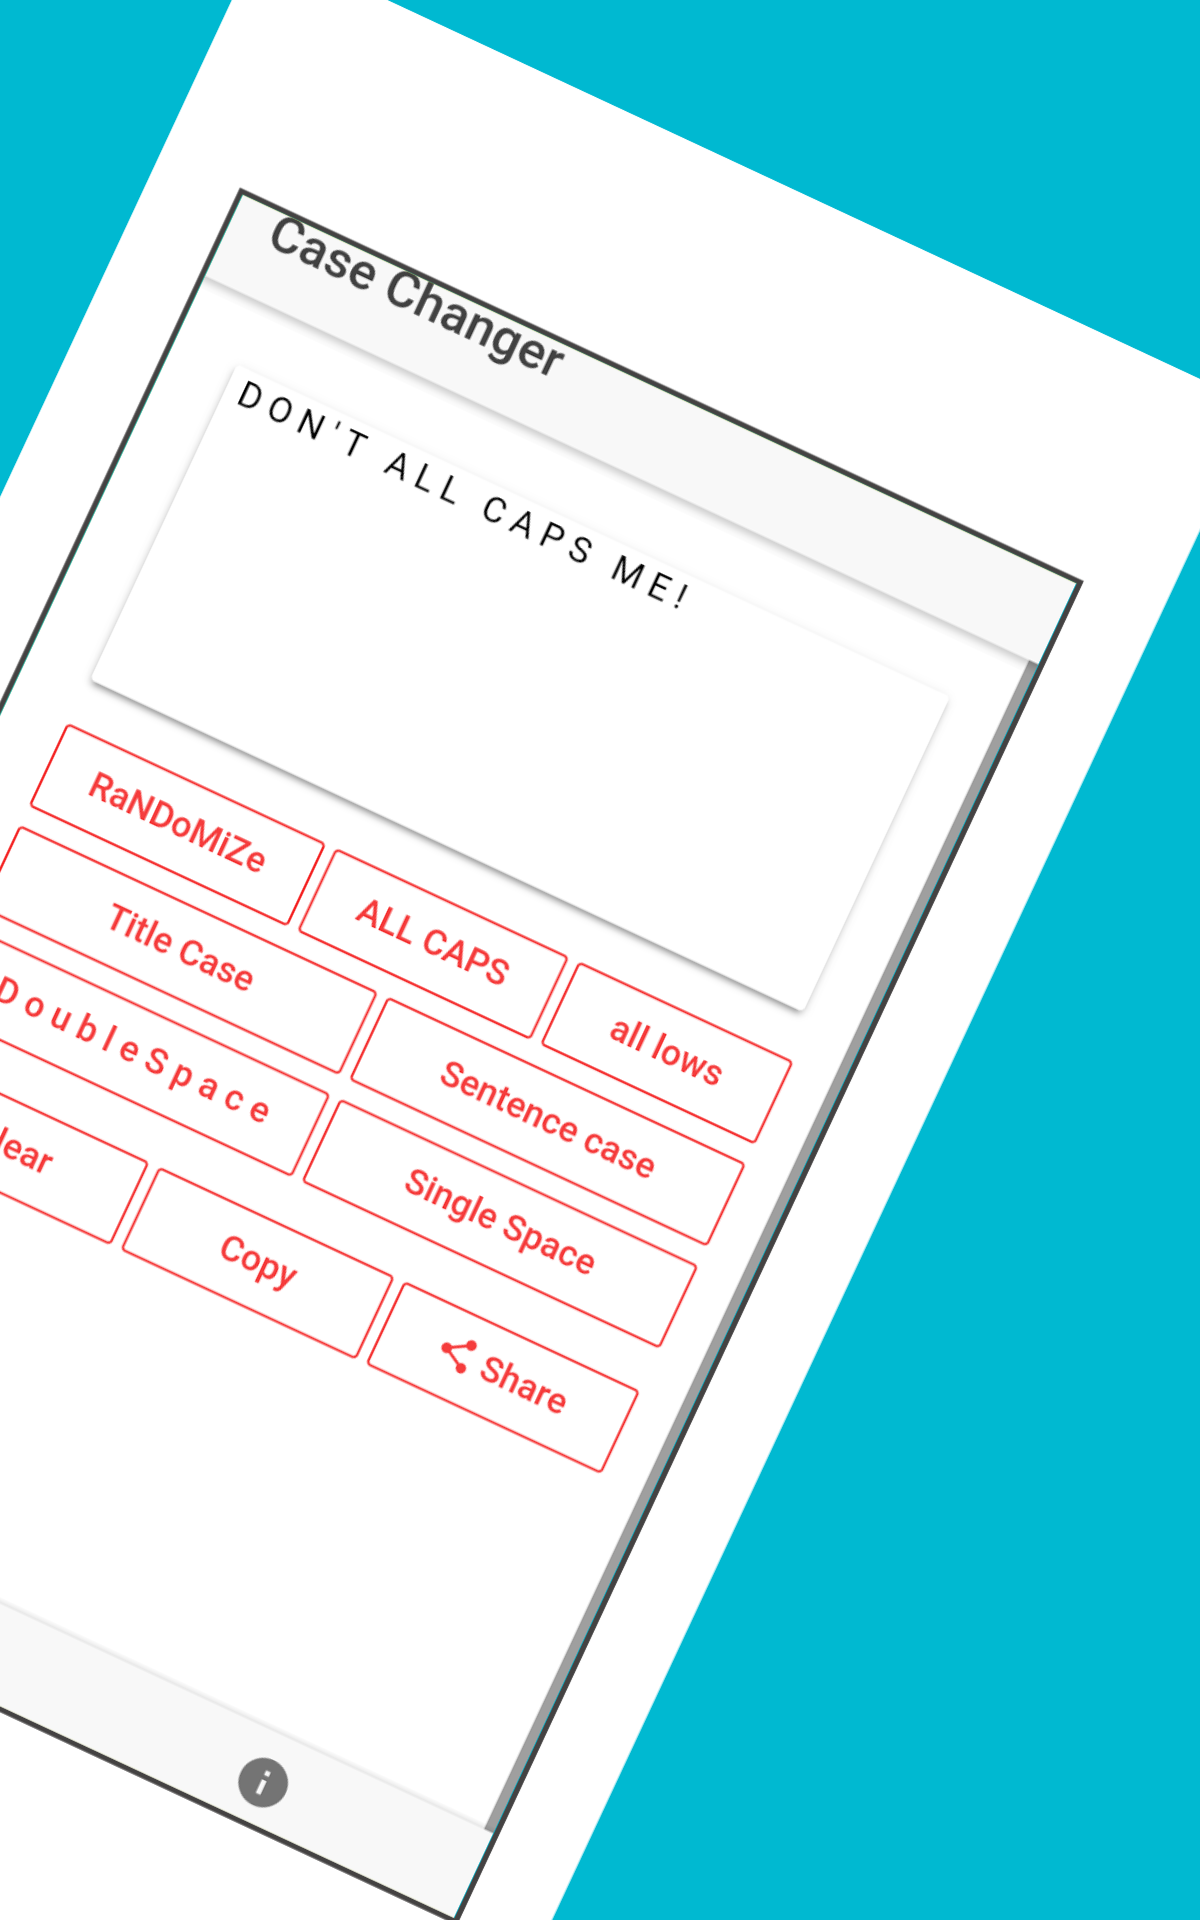 Case Changer
D O N ' T  A L L  C A P S  M E !
RaNDoMiZe ALL CAPS all lows
Title Case Sentence case
D o u b l e S p a c e Single Space
lear Copy Share
i